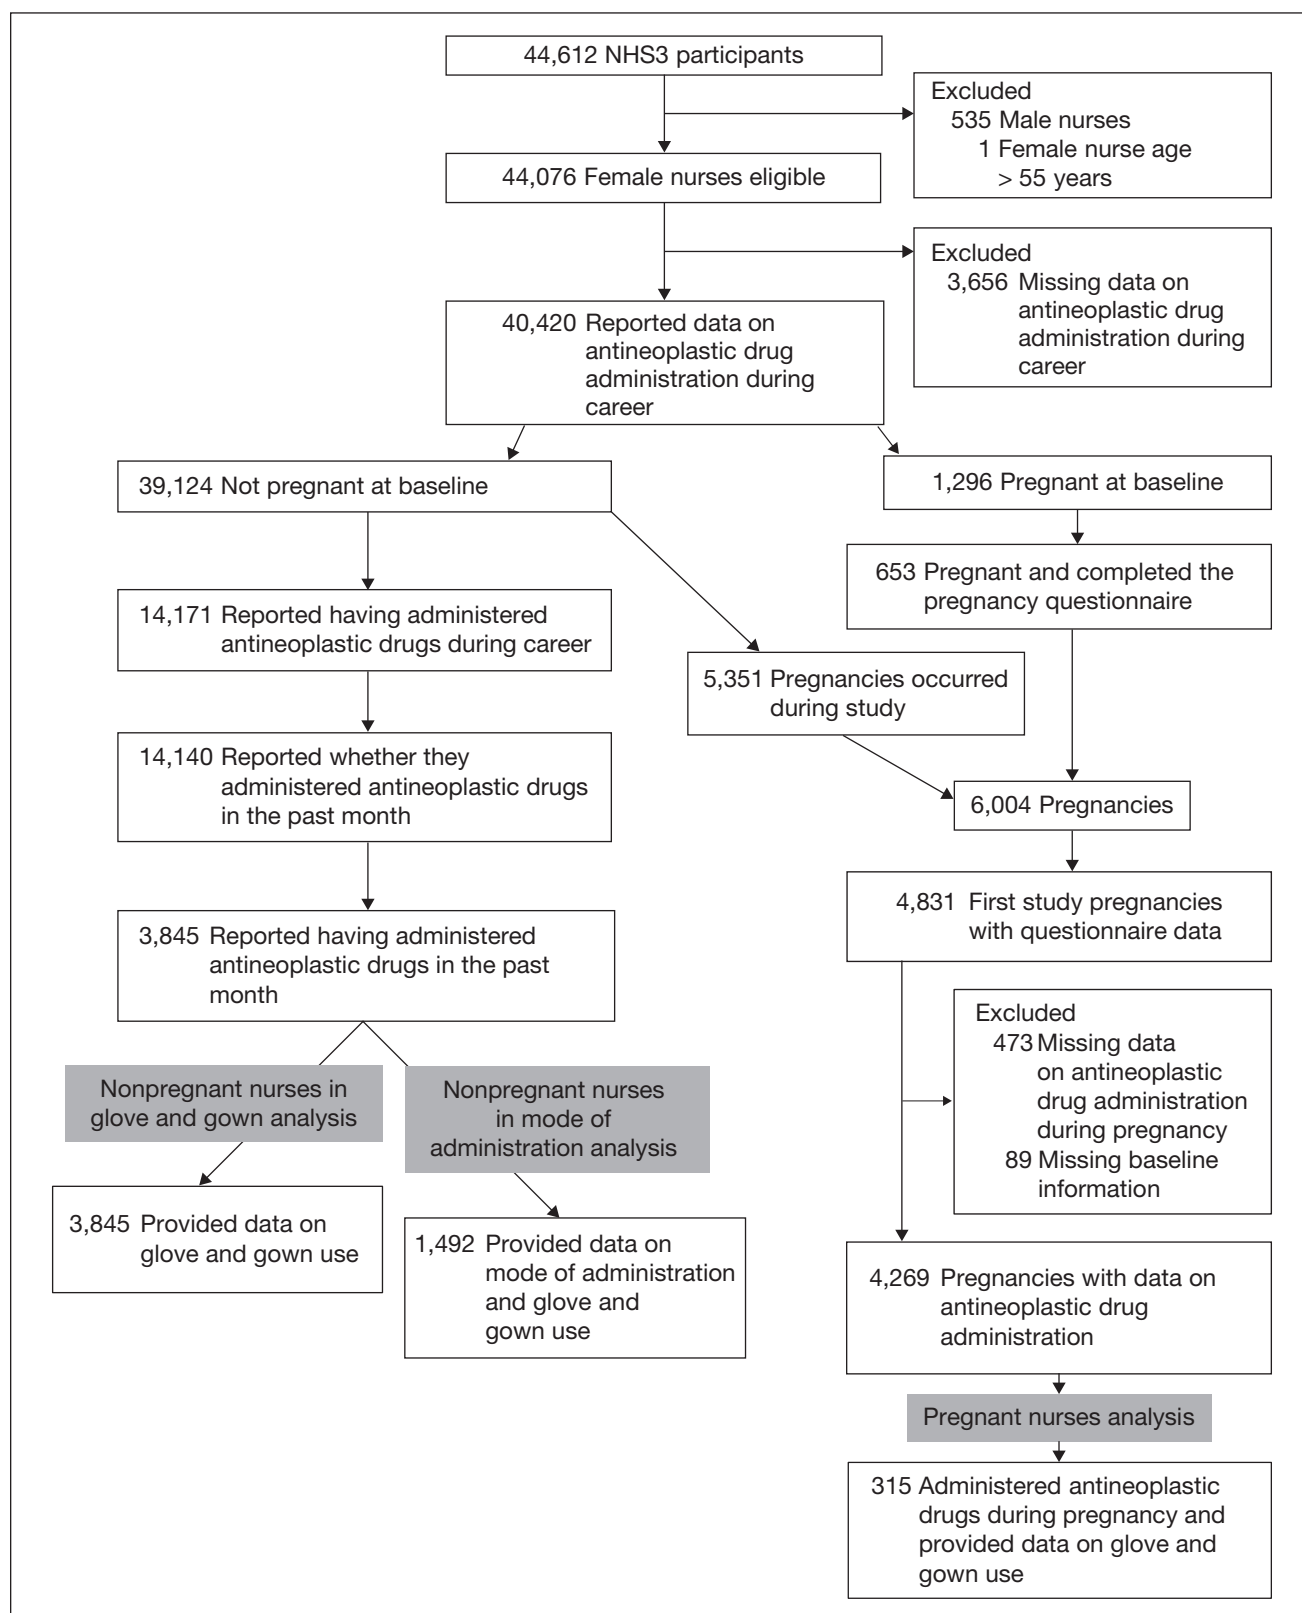 44,612 NHS3 participants
Excluded
535 Male nurses
1 Female nurse age
> 55 years
44,076 Female nurses eligible
Excluded
3,656 Missing data on
antineoplastic drug
administration during
career
40,420 Reported data on
antineoplastic drug
administration during
career
39,124 Not pregnant at baseline
1,296 Pregnant at baseline
653 Pregnant and completed the
pregnancy questionnaire
14,171 Reported having administered
antineoplastic drugs during career
5,351 Pregnancies occurred
during study
14,140 Reported whether they
administered antineoplastic drugs
in the past month
6,004 Pregnancies
4,831 First study pregnancies
with questionnaire data
3,845 Reported having administered
antineoplastic drugs in the past
month
Excluded
473 Missing data
on antineoplastic
drug administration
during pregnancy
89 Missing baseline
information
Nonpregnant nurses in
glove and gown analysis
Nonpregnant nurses
in mode of
administration analysis
3,845 Provided data on
glove and gown use
1,492 Provided data on
mode of administration
and glove and
gown use
4,269 Pregnancies with data on
antineoplastic drug
administration
Pregnant nurses analysis
315 Administered antineoplastic
drugs during pregnancy and
provided data on glove and
gown use